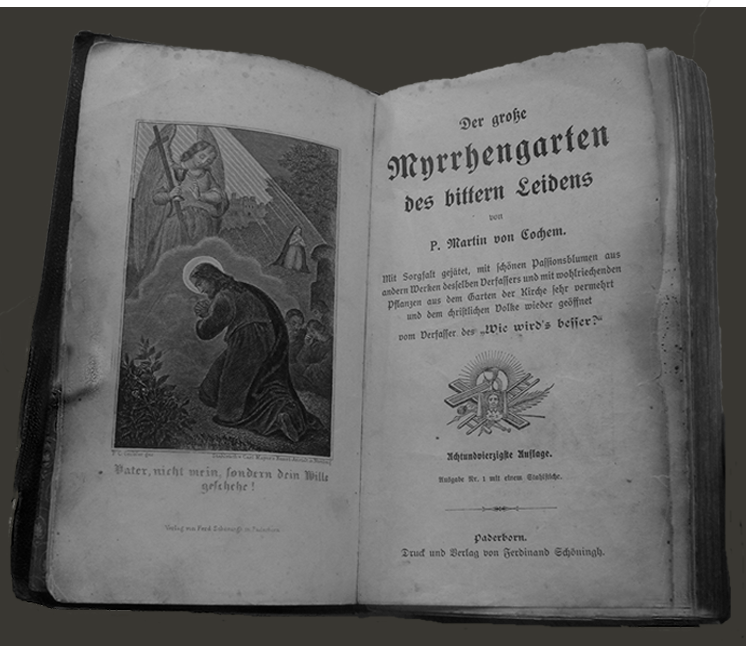 Vater, nicht mein, sondern dein Wille
geschehe!
Verlag von Ferd. Schöningh in Paderborn.
Der große
Myrrhengarten
des bittern Leidens
von
P. Martin von Cochem.
Mit Sorgfalt gejätet, mit schönen Passionsblumen aus
andern Werken desselben Verfassers und mit wohlriechenden
Pflanzen aus dem Garten der Kirche sehr vermehrt
und dem christlichen Volke wieder geöffnet
vom Verfasser des „Wie wird's besser?“
Achtundvierzigste Auflage.
Ausgabe Nr. 1 mit einem Stahlstiche.
Paderborn.
Druck und Verlag von Ferdinand Schöningh.